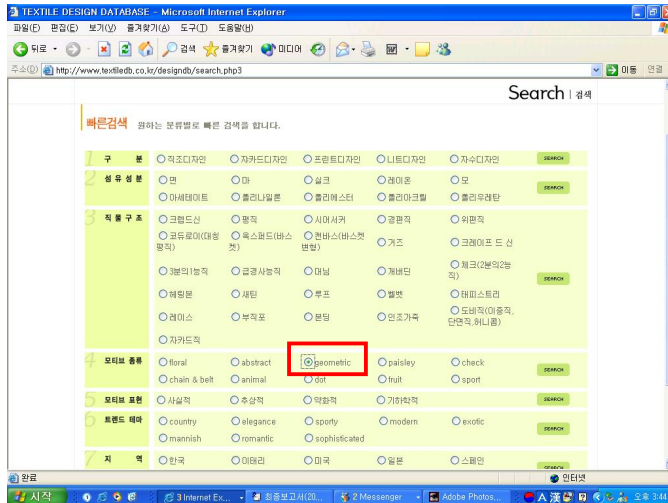 TEXTILE DESIGN DATABASE - Microsoft Internet Explorer
파일(F) 편집(E) 보기(V) 즐겨찾기(A) 도구(T) 도움말(H)
뒤로 검색 즐겨찾기 미디어
주소(D) http://www.textiledb.co.kr/designdb/search.php3 이동 연결
Search | 검색
빠른검색 원하는 분류별로 빠른 검색을 합니다.
1 구 분 직조디자인 자카드디자인 프린트디자인 니트디자인 자수디자인 SEARCH
2 섬유성분 면 마 실크 레이온 모
아세테이트 폴리나일론 폴리에스터 폴리아크릴 폴리우레탄 SEARCH
3 직물구조 크랩드신 평직 시어서커 경편직 위편직
코듀로이(대칭평직) 옥스퍼드(바스켓) 캔바스(바스켓변형) 거즈 크레이프 드 신
3분의1능직 급경사능직 데님 개버딘 체크(2분의2능직) SEARCH
헤링본 새틴 루프 벨벳 태피스트리
레이스 부직포 본딩 인조가죽 도비직(이중직,단면직,허니콤)
자카드직
4 모티브 종류 floral abstract geometric paisley check
chain & belt animal dot fruit sport SEARCH
5 모티브 표현 사실적 추상적 약화적 기하학적 SEARCH
6 트렌드 테마 country elegance sporty modern exotic
mannish romantic sophisticated SEARCH
7 지 역 한국 이태리 미국 일본 스페인 SEARCH
완료 인터넷
시작 3 Internet Ex... 최종보고서(20... 2 Messenger Adobe Photos... A 漢 오후 3:44